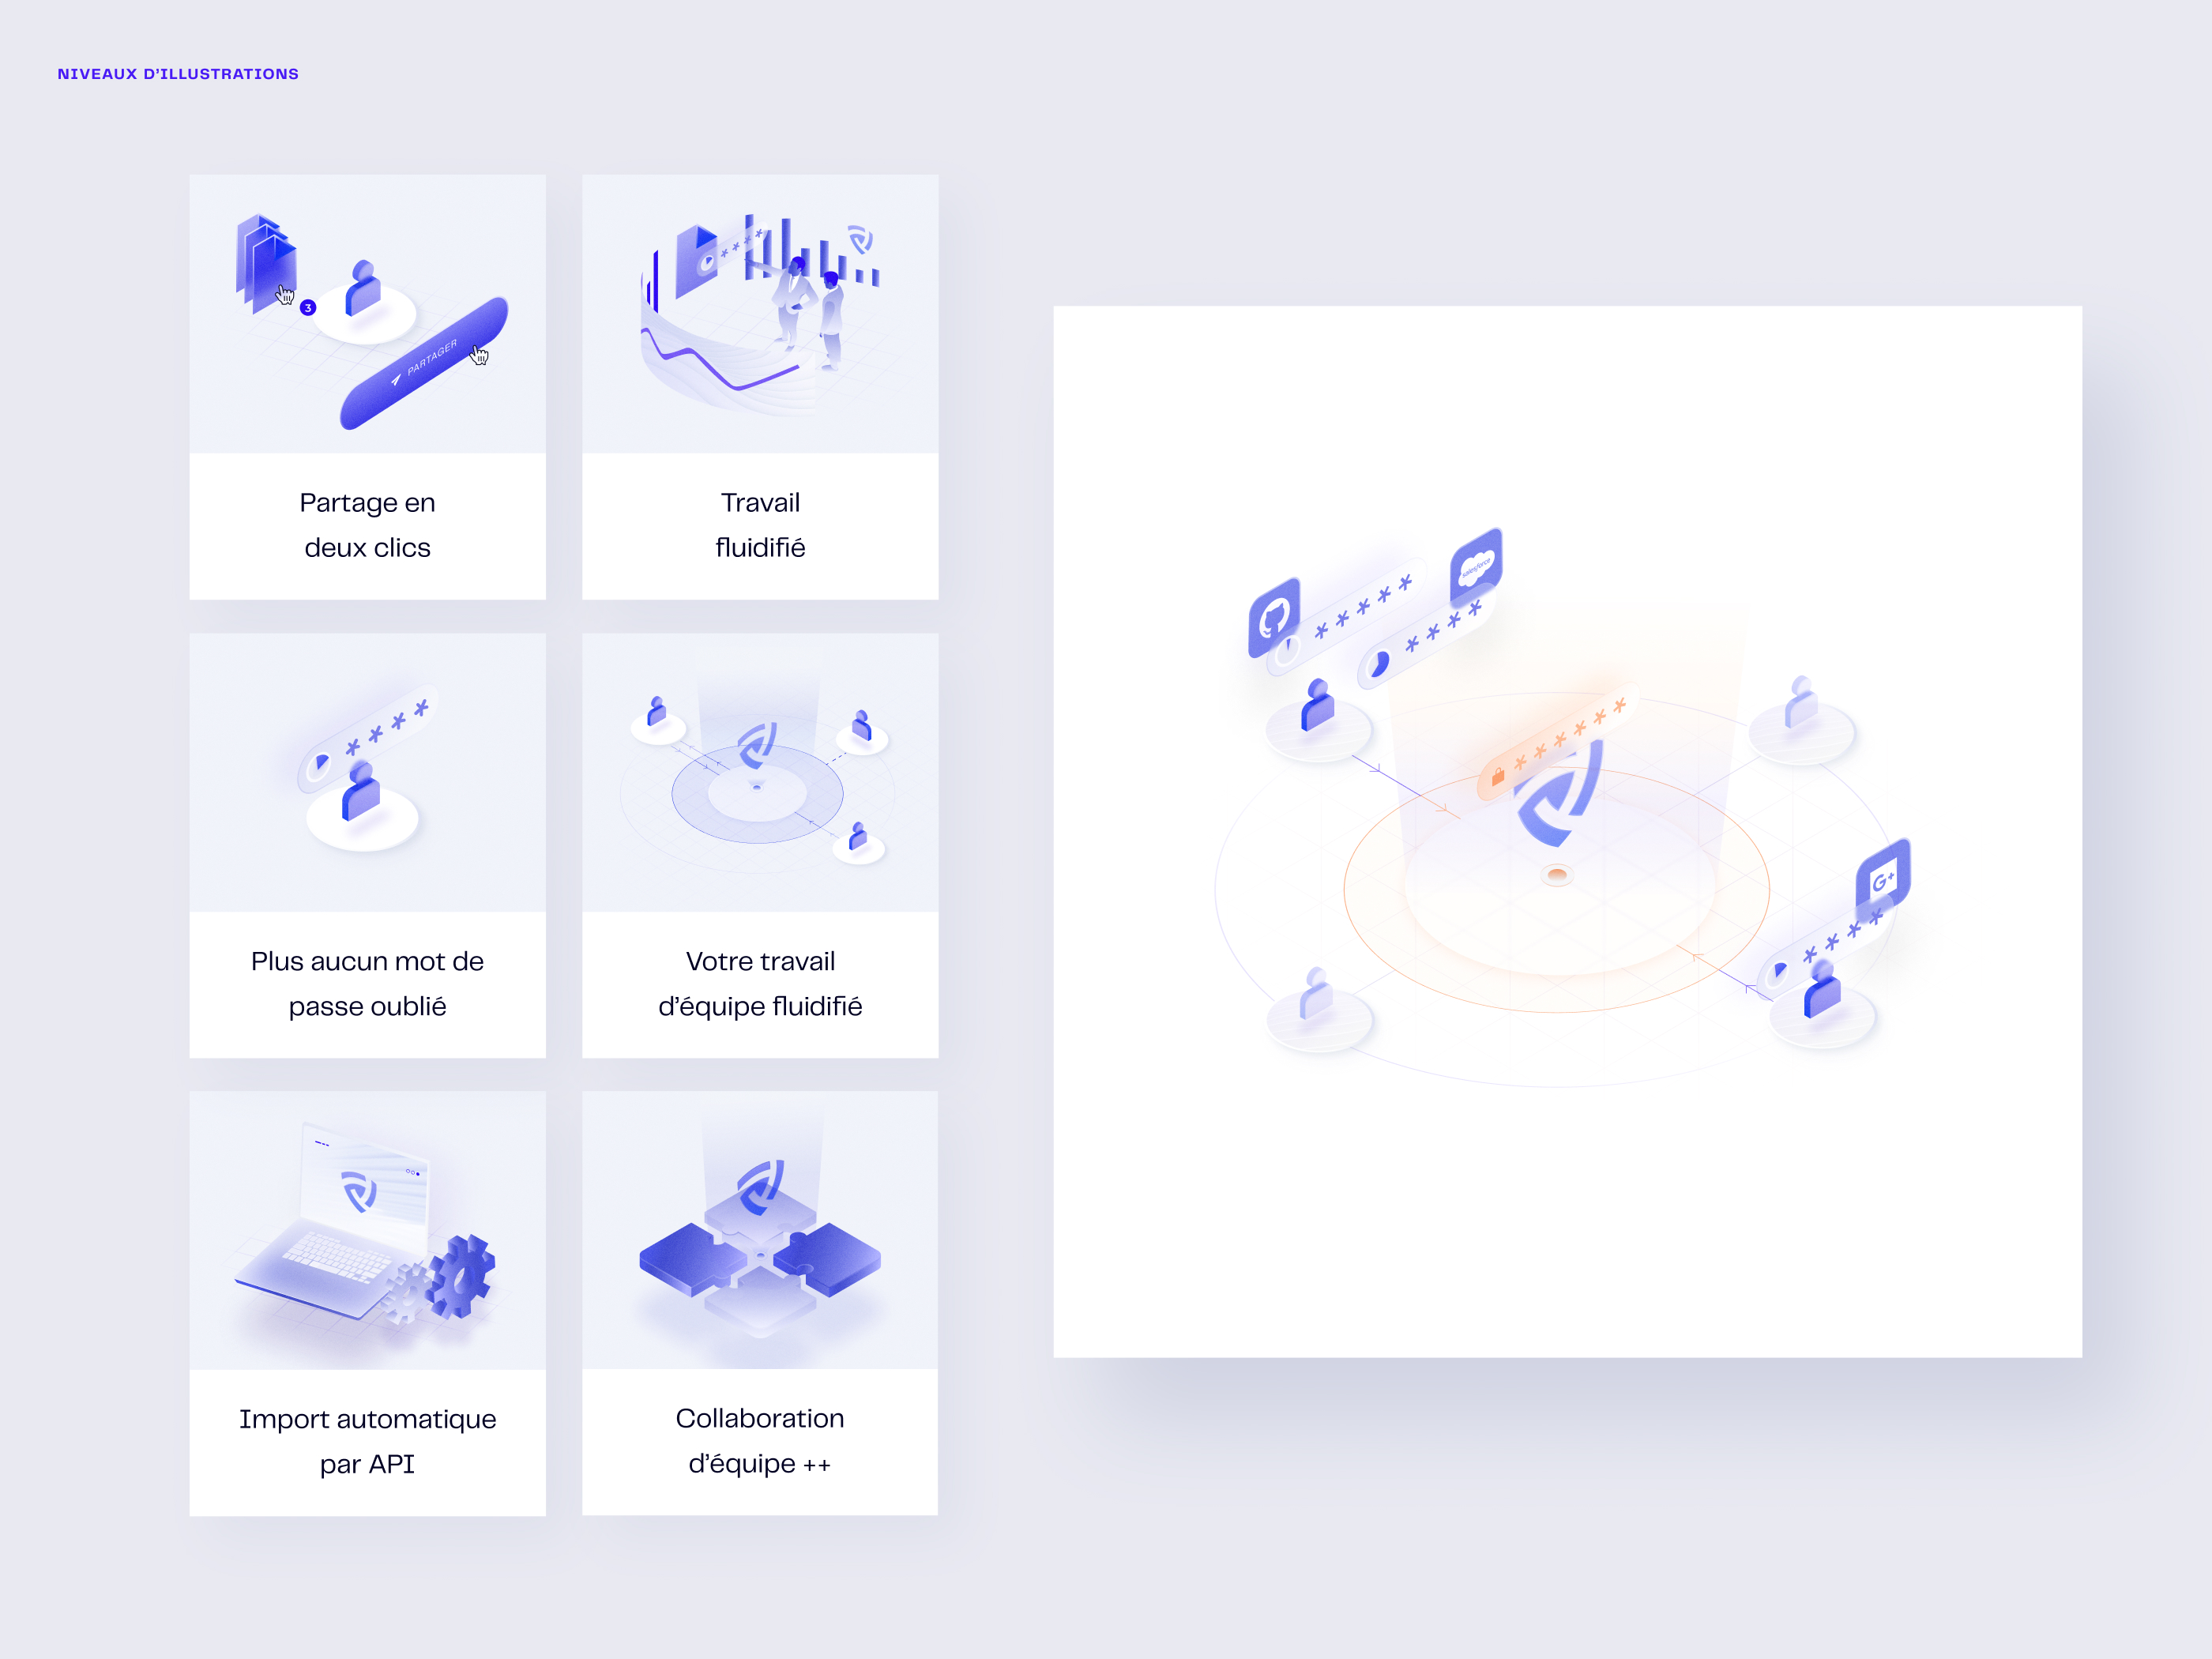 NIVEAUX D’ILLUSTRATIONS
3
PARTAGER
Partage en
deux clics
Travail
fluidifié
Plus aucun mot de
passe oublié
Votre travail
d’équipe fluidifié
Import automatique
par API
Collaboration
d’équipe ++
* * * * *
salesforce
* * * *
* * * * * *
G+
* * * *